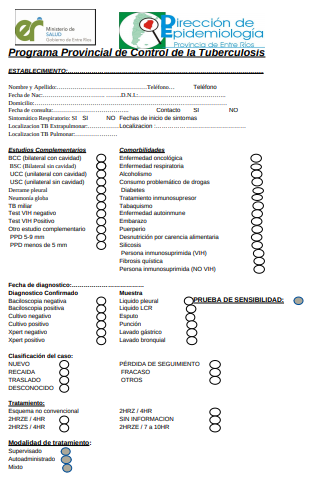 Ministerio de
SALUD
Gobierno de Entre Ríos
Dirección de
Epidemiología
Provincia de Entre Ríos
Programa Provincial de Control de la Tuberculosis
ESTABLECIMIENTO:
Nombre y Apellido: Teléfono... Teléfono
Fecha de Nac: D.N.I.:
Domicilio:
Fecha de consulta: Contacto SI NO
Sintomático Respiratorio: SI SI NO Fechas de inicio de sintomas
Localizacion TB Extrapulmonar: Localizacion :
Localizacion TB Pulmonar:
Estudios Complementarios Comorbilidades
BCC (bilateral con cavidad) Enfermedad oncológica
BSC (Bilateral sin cavidad) Enfermedad respiratoria
UCC (unilateral con cavidad) Alcoholismo
USC (unilateral sin cavidad) Consumo problemático de drogas
Derrame pleural Diabetes
Neumonía globa Tratamiento inmunosupresor
TB miliar Tabaquismo
Test VIH negativo Enfermedad autoinmune
Test VIH Positivo Embarazo
Otro estudio complementario Puerperio
PPD 5-9 mm Desnutrición por carencia alimentaria
PPD menos de 5 mm Silicosis
Persona inmunosuprimida (VIH)
Fibrosis quística
Persona inmunosuprimida (NO VIH)
Fecha de diagnostico:
Diagnostico Confirmado Muestra
Baciloscopia negativa Liquido pleural PRUEBA DE SENSIBILIDAD:
Baciloscopia positiva Liquido LCR
Cultivo negativo Esputo
Cultivo positivo Punción
Xpert negativo Lavado gástrico
Xpert positivo Lavado bronquial
Clasificación del caso:
NUEVO PÉRDIDA DE SEGUIMIENTO
RECAIDA FRACASO
TRASLADO OTROS
DESCONOCIDO
Tratamiento:
Esquema no convencional 2HRZ / 4HR
2HRZE / 4HR SIN INFORMACION
2HRZS / 4HR 2HRZE / 7 a 10HR
Modalidad de tratamiento:
Supervisado
Autoadministrado
Mixto